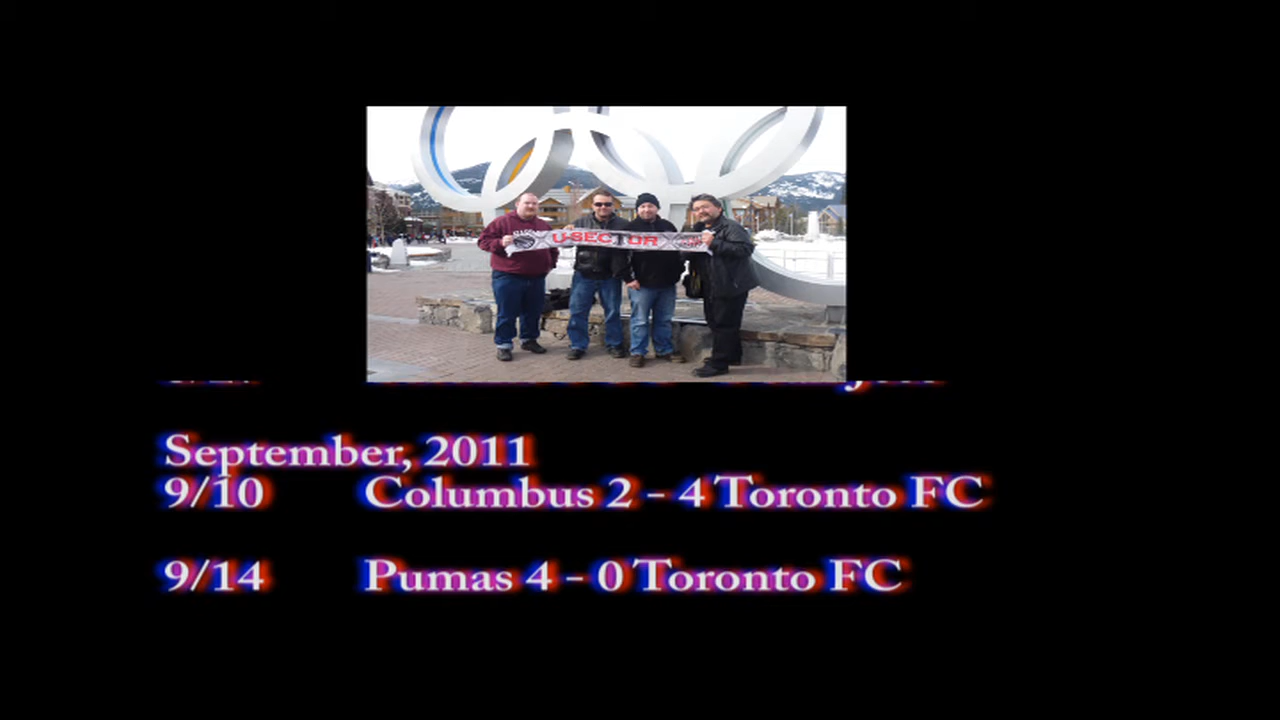 U-SECTOR
September, 2011
9/10 Columbus 2 - 4 Toronto FC
9/14 Pumas 4 - 0 Toronto FC